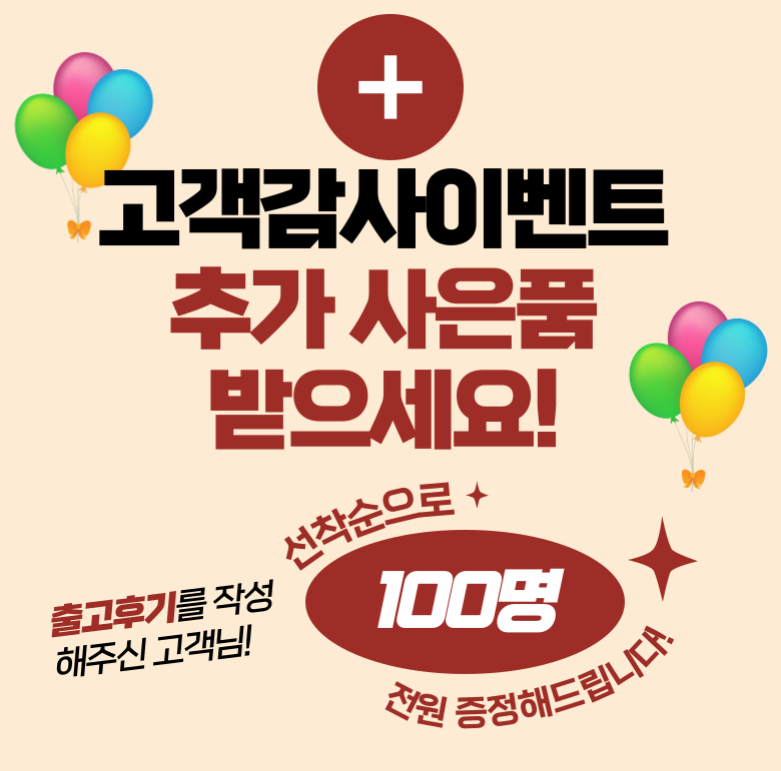 +
고객감사이벤트
추가 사은품
받으세요!
선착순으로
100명
출고후기를 작성
해주신 고객님!
전원 증정해드립니다!